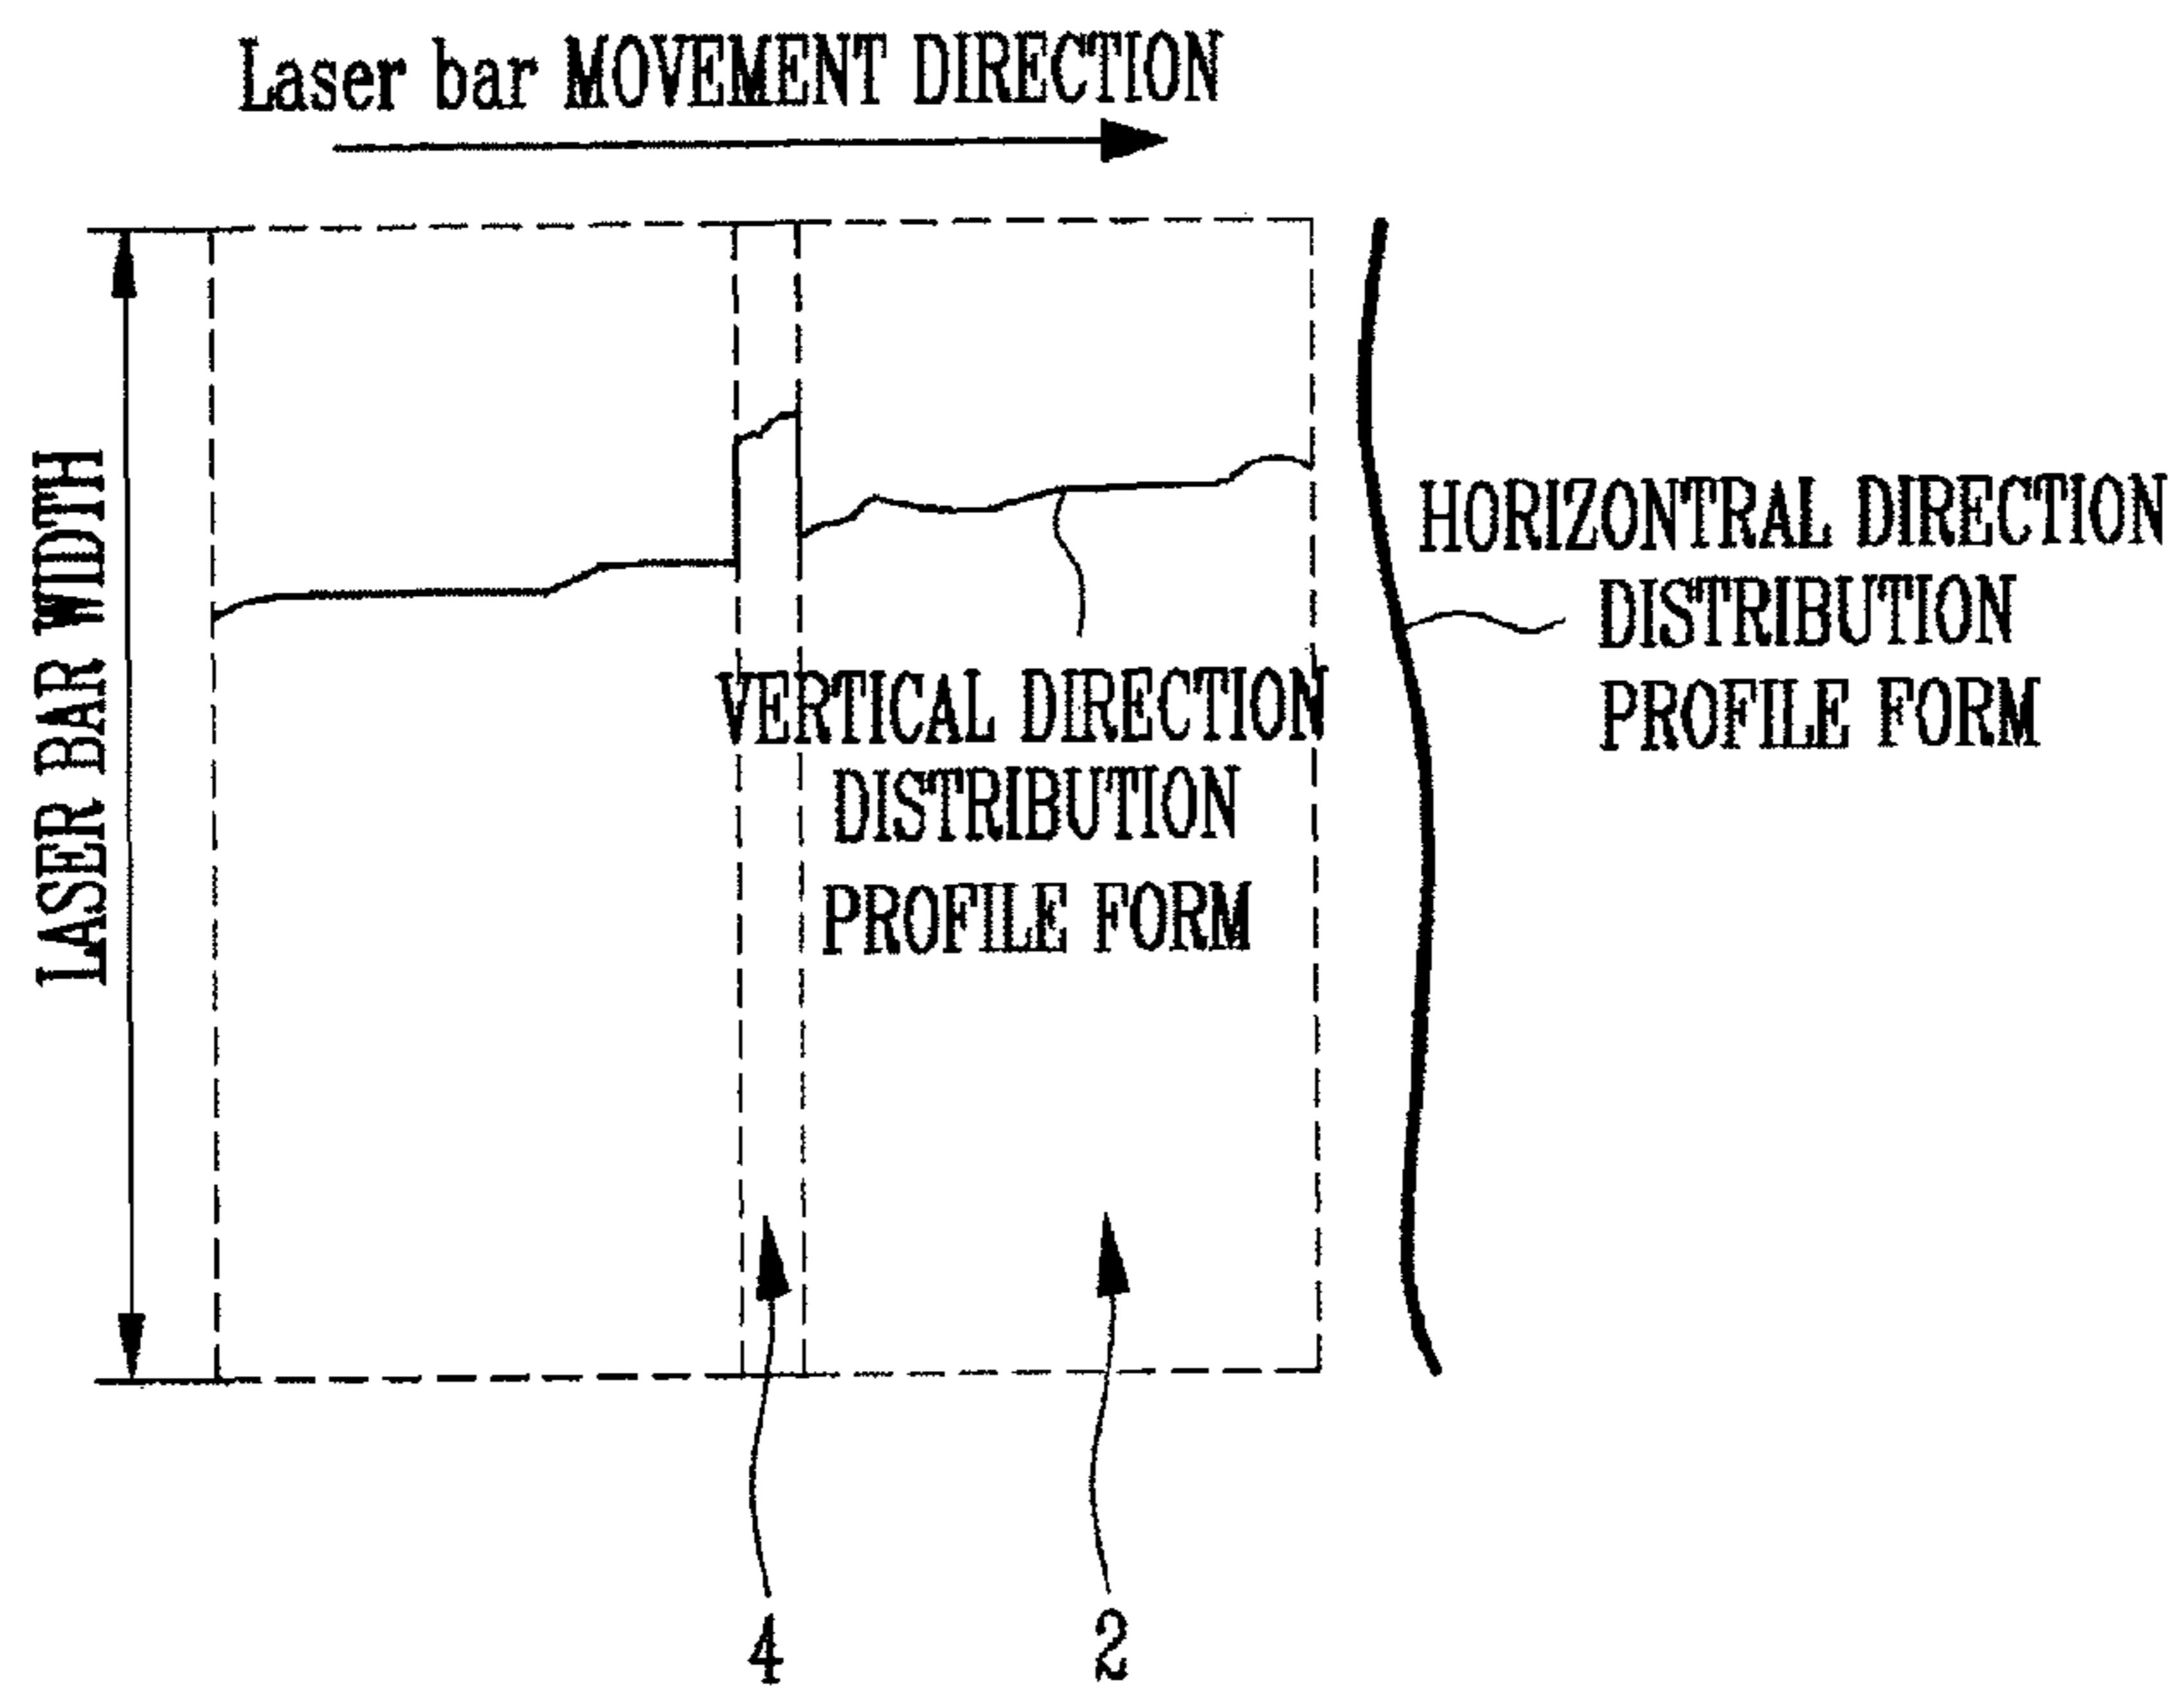 Laser bar MOVEMENT DIRECTION
LASER BAR WIDTH
HORIZONTRAL DIRECTION
DISTRIBUTION
PROFILE FORM
VERTICAL DIRECTION
DISTRIBUTION
PROFILE FORM
4
2